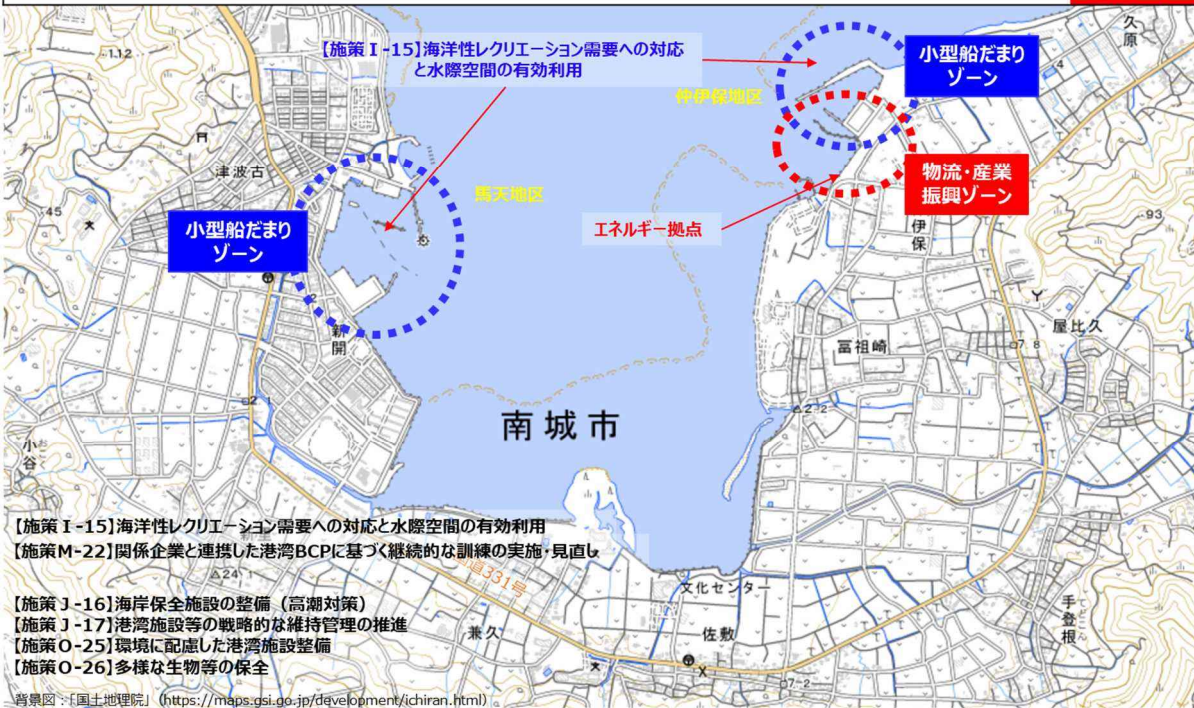 【施策Ⅰ-15】海洋性レクリエーション需要への対応
と水際空間の有効利用
小型船だまり
ゾーン
久原
仲伊保地区
津波古
馬天地区
物流・産業
振興ゾーン
小型船だまり
ゾーン
エネルギー拠点
伊保
新開
屋比久
冨祖崎
南城市
小谷
おこく
【施策Ⅰ-15】海洋性レクリエーション需要への対応と水際空間の有効利用
【施策M-22】関係企業と連携した港湾BCPに基づく継続的な訓練の実施・見直し
道331号
文化センター
【施策Ｊ-16】海岸保全施設の整備（高潮対策）
【施策Ｊ-17】港湾施設等の戦略的な維持管理の推進
【施策Ｏ-25】環境に配慮した港湾施設整備
【施策Ｏ-26】多様な生物等の保全
兼久
佐敷
手登根
背景図：「国土地理院」（https://maps.gsi.go.jp/development/ichiran.html）